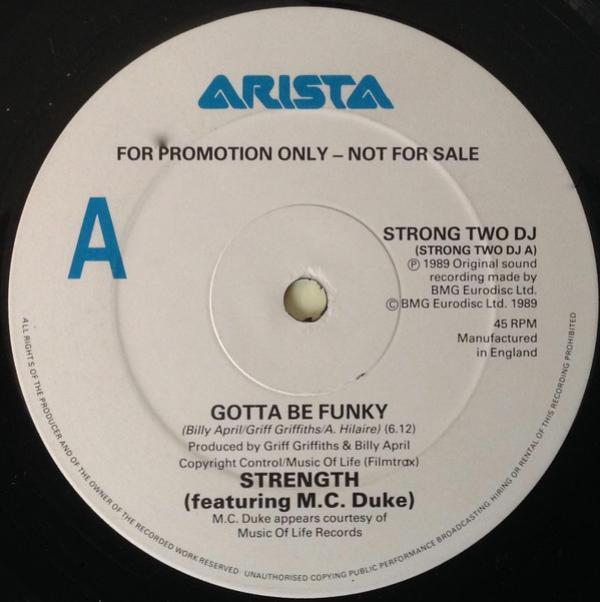 ARISTA
FOR PROMOTION ONLY – NOT FOR SALE
A
STRONG TWO DJ
(STRONG TWO DJ A)
Ⓟ 1989 Original sound
recording made by
BMG Eurodisc Ltd.
© BMG Eurodisc Ltd. 1989
45 RPM
Manufactured
in England
GOTTA BE FUNKY
(Billy April/Griff Griffiths/A. Hilaire) (6.12)
Produced by Griff Griffiths & Billy April
Copyright Control/Music Of Life (Filmtrax)
STRENGTH
(featuring M.C. Duke)
M.C. Duke appears courtesy of
Music Of Life Records
ALL RIGHTS OF THE PRODUCER AND OF THE OWNER OF THE RECORDED WORK RESERVED · UNAUTHORISED COPYING PUBLIC PERFORMANCE BROADCASTING HIRING OR RENTAL OF THIS RECORDING PROHIBITED